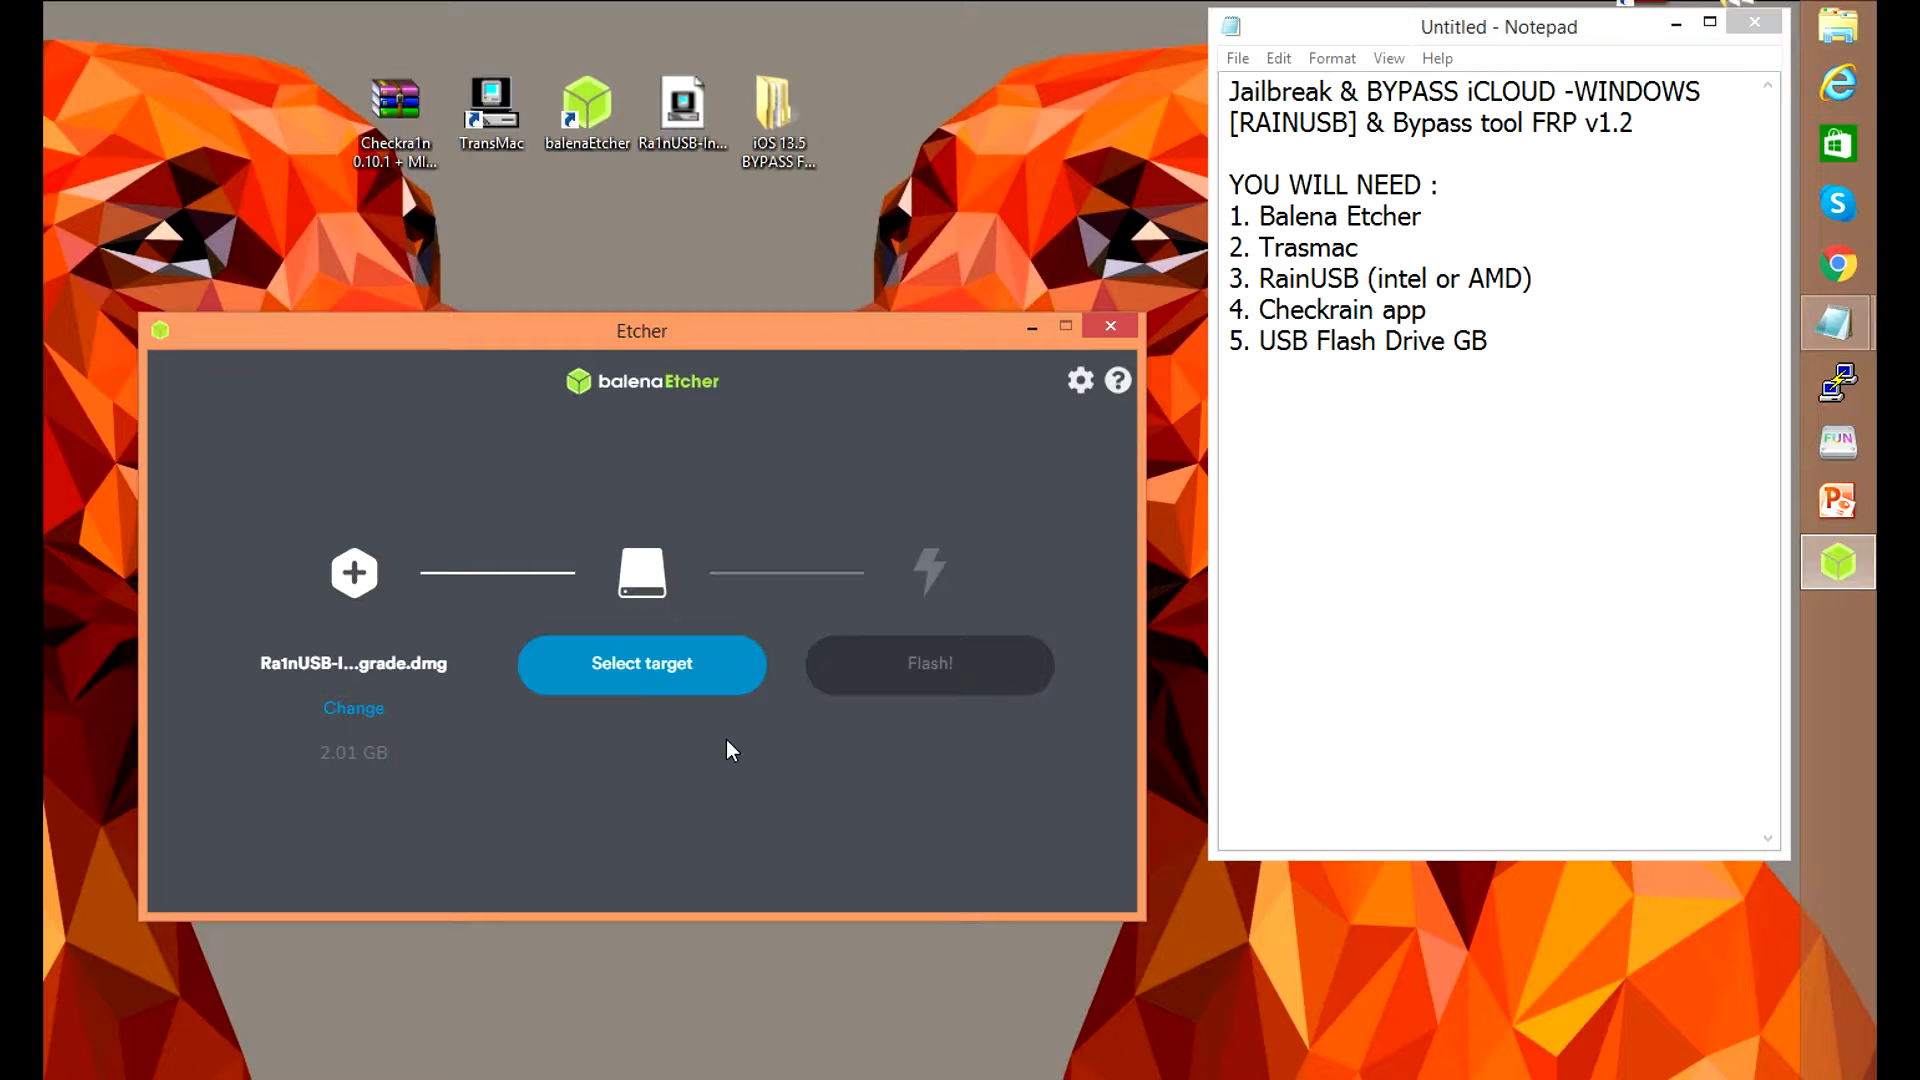 Checkra1n
0.10.1 + MI...
TransMac
balenaEtcher
Ra1nUSB-In...
iOS 13.5
BYPASS F...
Untitled - Notepad
File Edit Format View Help
Jailbreak & BYPASS iCLOUD -WINDOWS
[RAINUSB] & Bypass tool FRP v1.2
YOU WILL NEED :
1. Balena Etcher
2. Trasmac
3. RainUSB (intel or AMD)
4. Checkrain app
5. USB Flash Drive GB
Etcher
balenaEtcher
Ra1nUSB-I...grade.dmg
Change
2.01 GB
Select target
Flash!
FUN